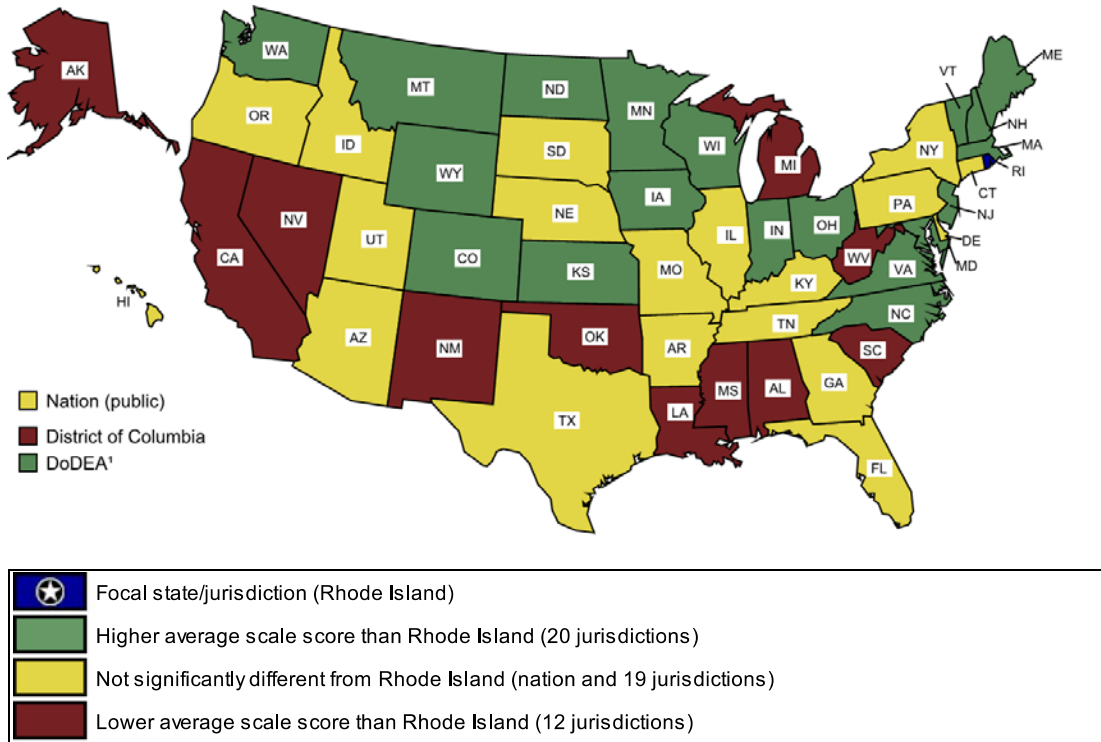 AK
WA
MT
ND
MN
VT
ME
OR
ID
SD
WI
MI
NY
NH
MA
RI
WY
IA
CT
NV
NE
PA
NJ
UT
IL
IN
OH
DE
CA
CO
KS
MO
WV
VA
MD
KY
HI
NC
TN
AZ
NM
OK
AR
SC
MS
AL
GA
LA
TX
FL
Nation (public)
District of Columbia
DoDEA¹
Focal state/jurisdiction (Rhode Island)
Higher average scale score than Rhode Island (20 jurisdictions)
Not significantly different from Rhode Island (nation and 19 jurisdictions)
Lower average scale score than Rhode Island (12 jurisdictions)